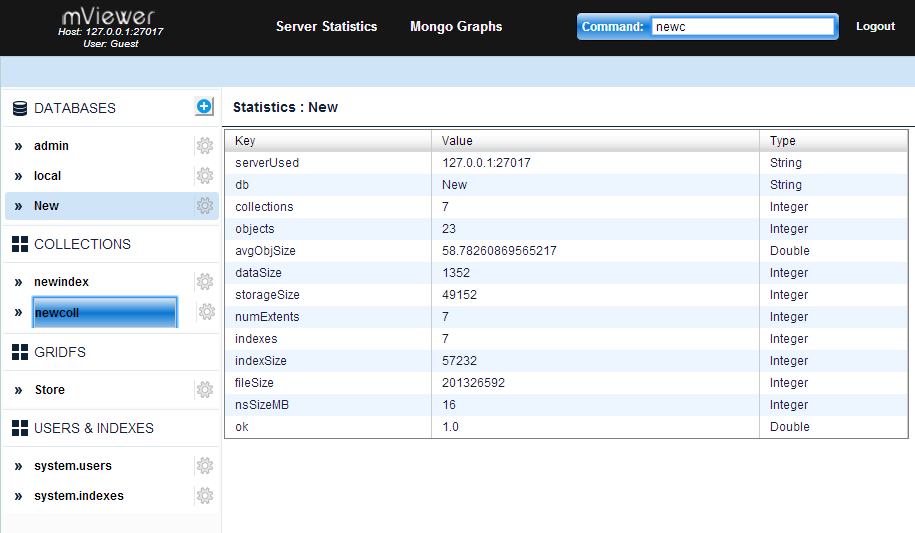 mViewer
Host: 127.0.0.1:27017
User: Guest
Server Statistics
Mongo Graphs
Command: newc
Logout
DATABASES
» admin
» local
» New
COLLECTIONS
» newindex
» newcoll
GRIDFS
» Store
USERS & INDEXES
» system.users
» system.indexes
Statistics : New
Key Value Type
serverUsed 127.0.0.1:27017 String
db New String
collections 7 Integer
objects 23 Integer
avgObjSize 58.78260869565217 Double
dataSize 1352 Integer
storageSize 49152 Integer
numExtents 7 Integer
indexes 7 Integer
indexSize 57232 Integer
fileSize 201326592 Integer
nsSizeMB 16 Integer
ok 1.0 Double